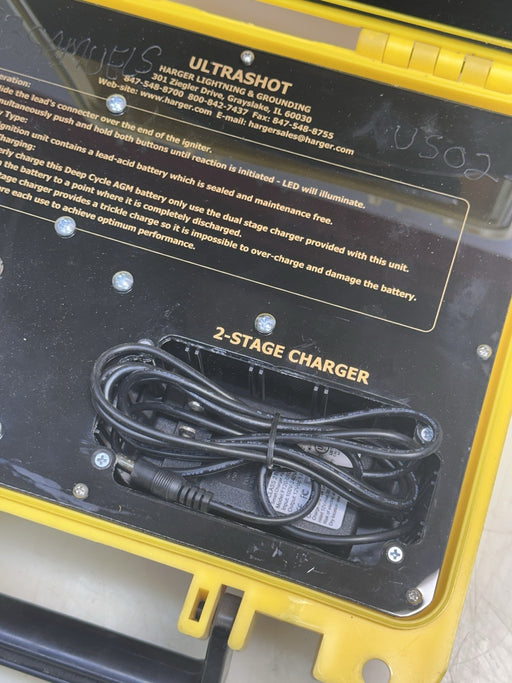 ULTRASHOT
HARGER LIGHTNING & GROUNDING
301 Ziegler Drive, Grayslake, IL 60030
847-548-8700 800-842-7437 Fax: 847-548-8755
Web-site: www.harger.com E-mail: hargersales@harger.com
US02
eration:
lide the lead's connecter over the end of the igniter.
multaneously push and hold both buttons until reaction is initiated - LED will illuminate.
y Type:
ignition unit contains a lead-acid battery which is sealed and maintenance free.
harging:
nly charge this Deep Cycle AGM battery only use the dual stage charger provided with this unit.
n the battery to a point where it is completely discharged.
tage charger provides a trickle charge so it is impossible to over-charge and damage the battery.
re each use to achieve optimum performance.
2-STAGE CHARGER